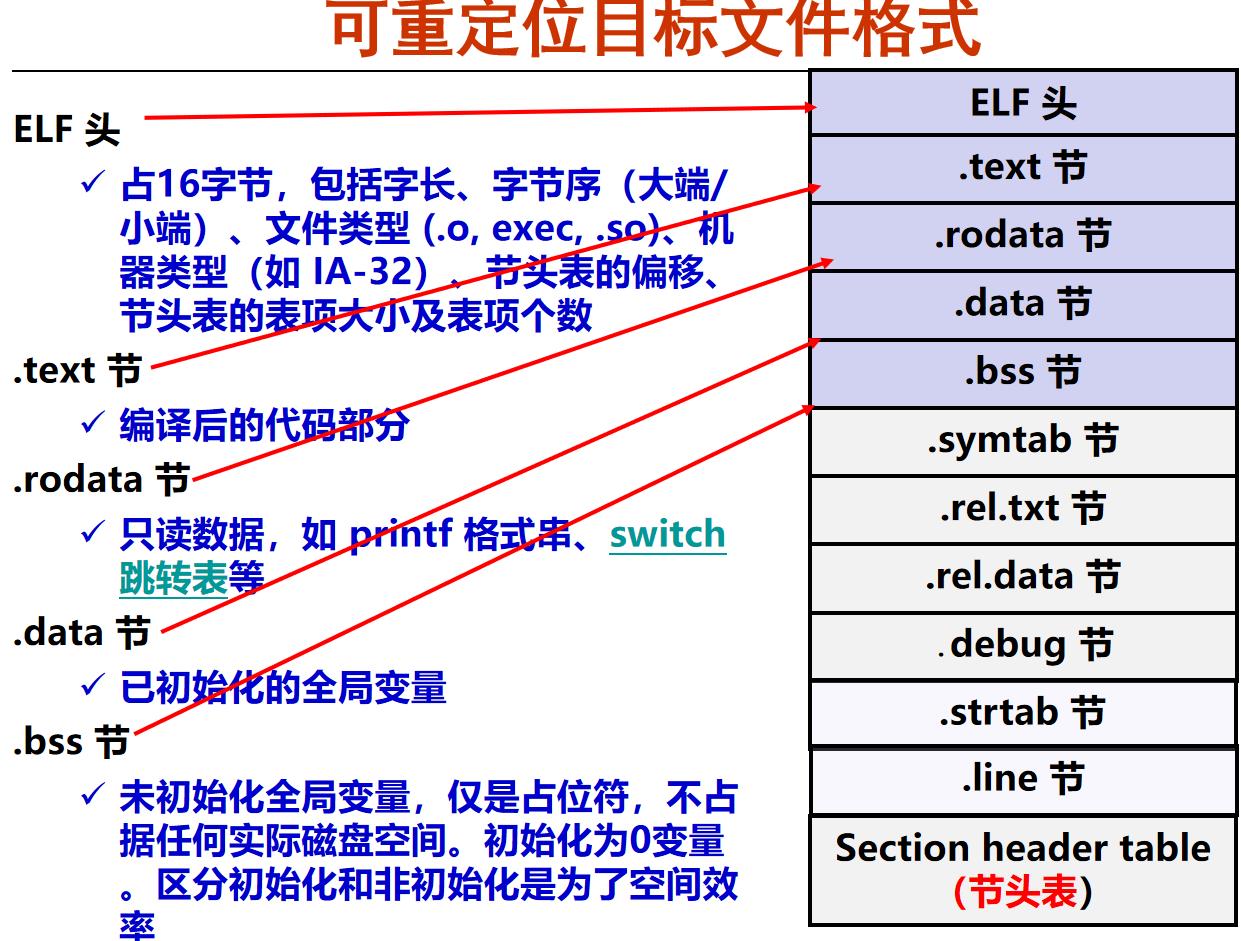 可重定位目标文件格式
ELF 头
✓ 占16字节，包括字长、字节序（大端/
小端）、文件类型 (.o, exec, .so)、机
器类型（如 IA-32）、节头表的偏移、
节头表的表项大小及表项个数
.text 节
✓ 编译后的代码部分
.rodata 节
✓ 只读数据，如 printf 格式串、switch
跳转表等
.data 节
✓ 已初始化的全局变量
.bss 节
✓ 未初始化全局变量，仅是占位符，不占
据任何实际磁盘空间。初始化为0变量
。区分初始化和非初始化是为了空间效
率
ELF 头
.text 节
.rodata 节
.data 节
.bss 节
.symtab 节
.rel.txt 节
.rel.data 节
.debug 节
.strtab 节
.line 节
Section header table
（节头表）